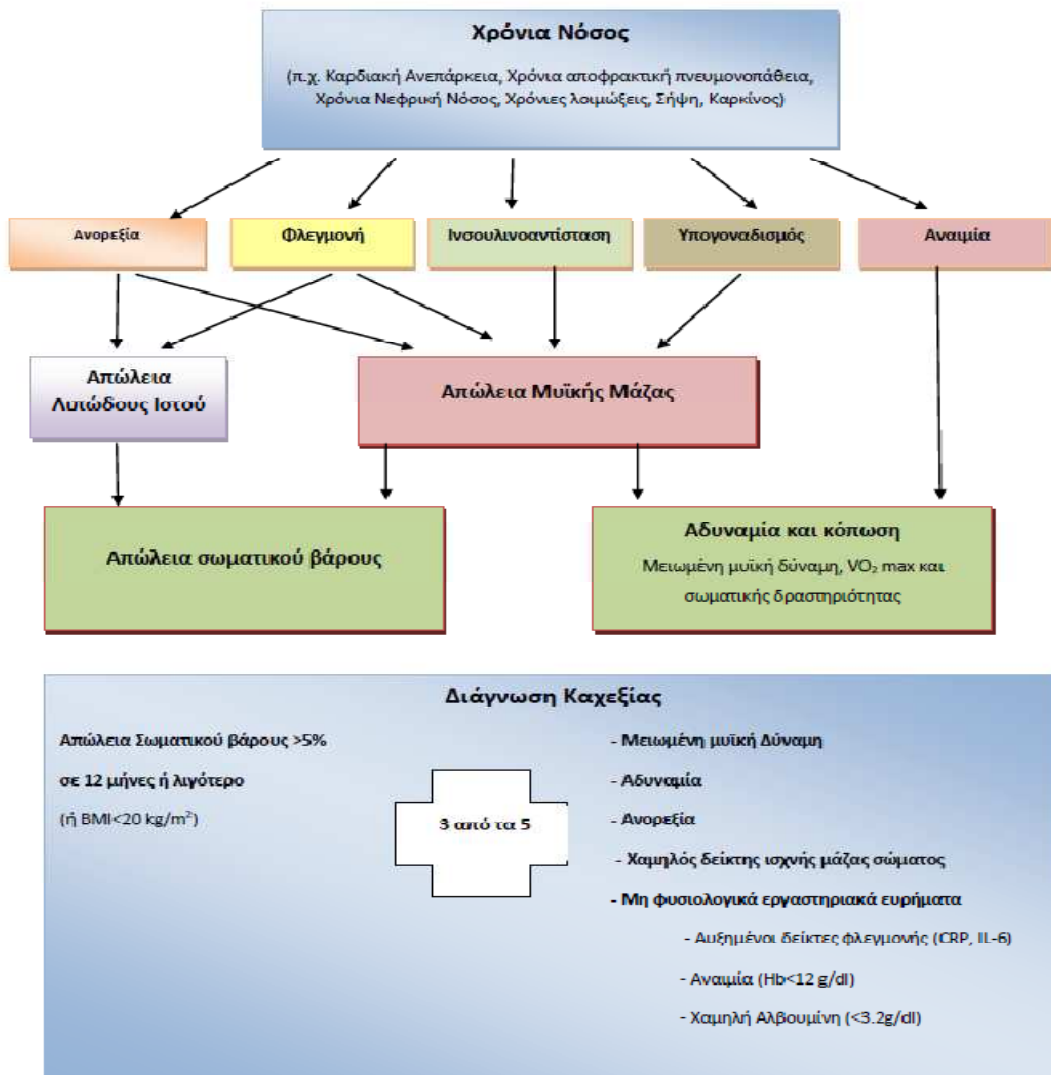 Χρόνια Νόσος
(π.χ. Καρδιακή Ανεπάρκεια, Χρόνια αποφρακτική πνευμονοπάθεια,
Χρόνια Νεφρική Νόσος, Χρόνιες λοιμώξεις, Σήψη, Καρκίνος)
Ανορεξία
Φλεγμονή
Ινσουλινοαντίσταση
Υπογοναδισμός
Αναιμία
Απώλεια
Λιπώδους Ιστού
Απώλεια Μυϊκής Μάζας
Απώλεια σωματικού βάρους
Αδυναμία και κόπωση
Μειωμένη μυϊκή δύναμη, VO₂ max και
σωματικής δραστηριότητας
Διάγνωση Καχεξίας
Απώλεια Σωματικού βάρους >5%
σε 12 μήνες ή λιγότερο
(ή BMI<20 kg/m²)
3 από τα 5
- Μειωμένη μυϊκή Δύναμη
- Αδυναμία
- Ανορεξία
- Χαμηλός δείκτης ισχνής μάζας σώματος
- Μη φυσιολογικά εργαστηριακά ευρήματα
- Αυξημένοι δείκτες φλεγμονής (CRP, IL-6)
- Αναιμία (Hb<12 g/dl)
- Χαμηλή Αλβουμίνη (<3.2g/dl)